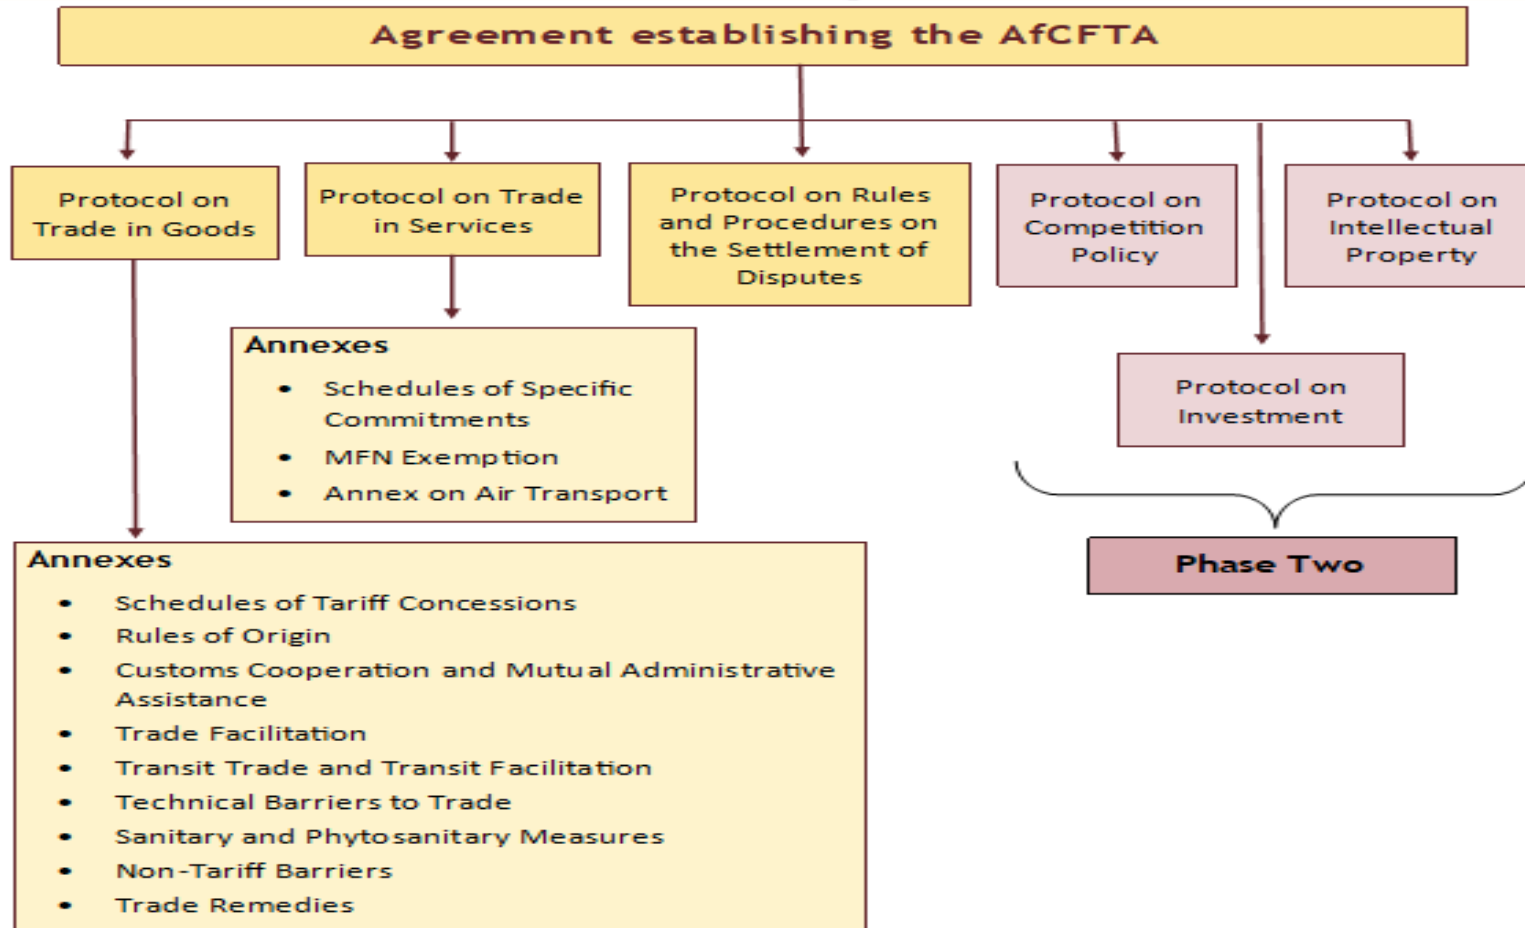 Agreement establishing the AfCFTA
Protocol on
Trade in Goods
Protocol on Trade
in Services
Protocol on Rules
and Procedures on
the Settlement of
Disputes
Protocol on
Competition
Policy
Protocol on
Intellectual
Property
Protocol on
Investment
Annexes
• Schedules of Specific
Commitments
• MFN Exemption
• Annex on Air Transport
Phase Two
Annexes
• Schedules of Tariff Concessions
• Rules of Origin
• Customs Cooperation and Mutual Administrative
Assistance
• Trade Facilitation
• Transit Trade and Transit Facilitation
• Technical Barriers to Trade
• Sanitary and Phytosanitary Measures
• Non-Tariff Barriers
• Trade Remedies